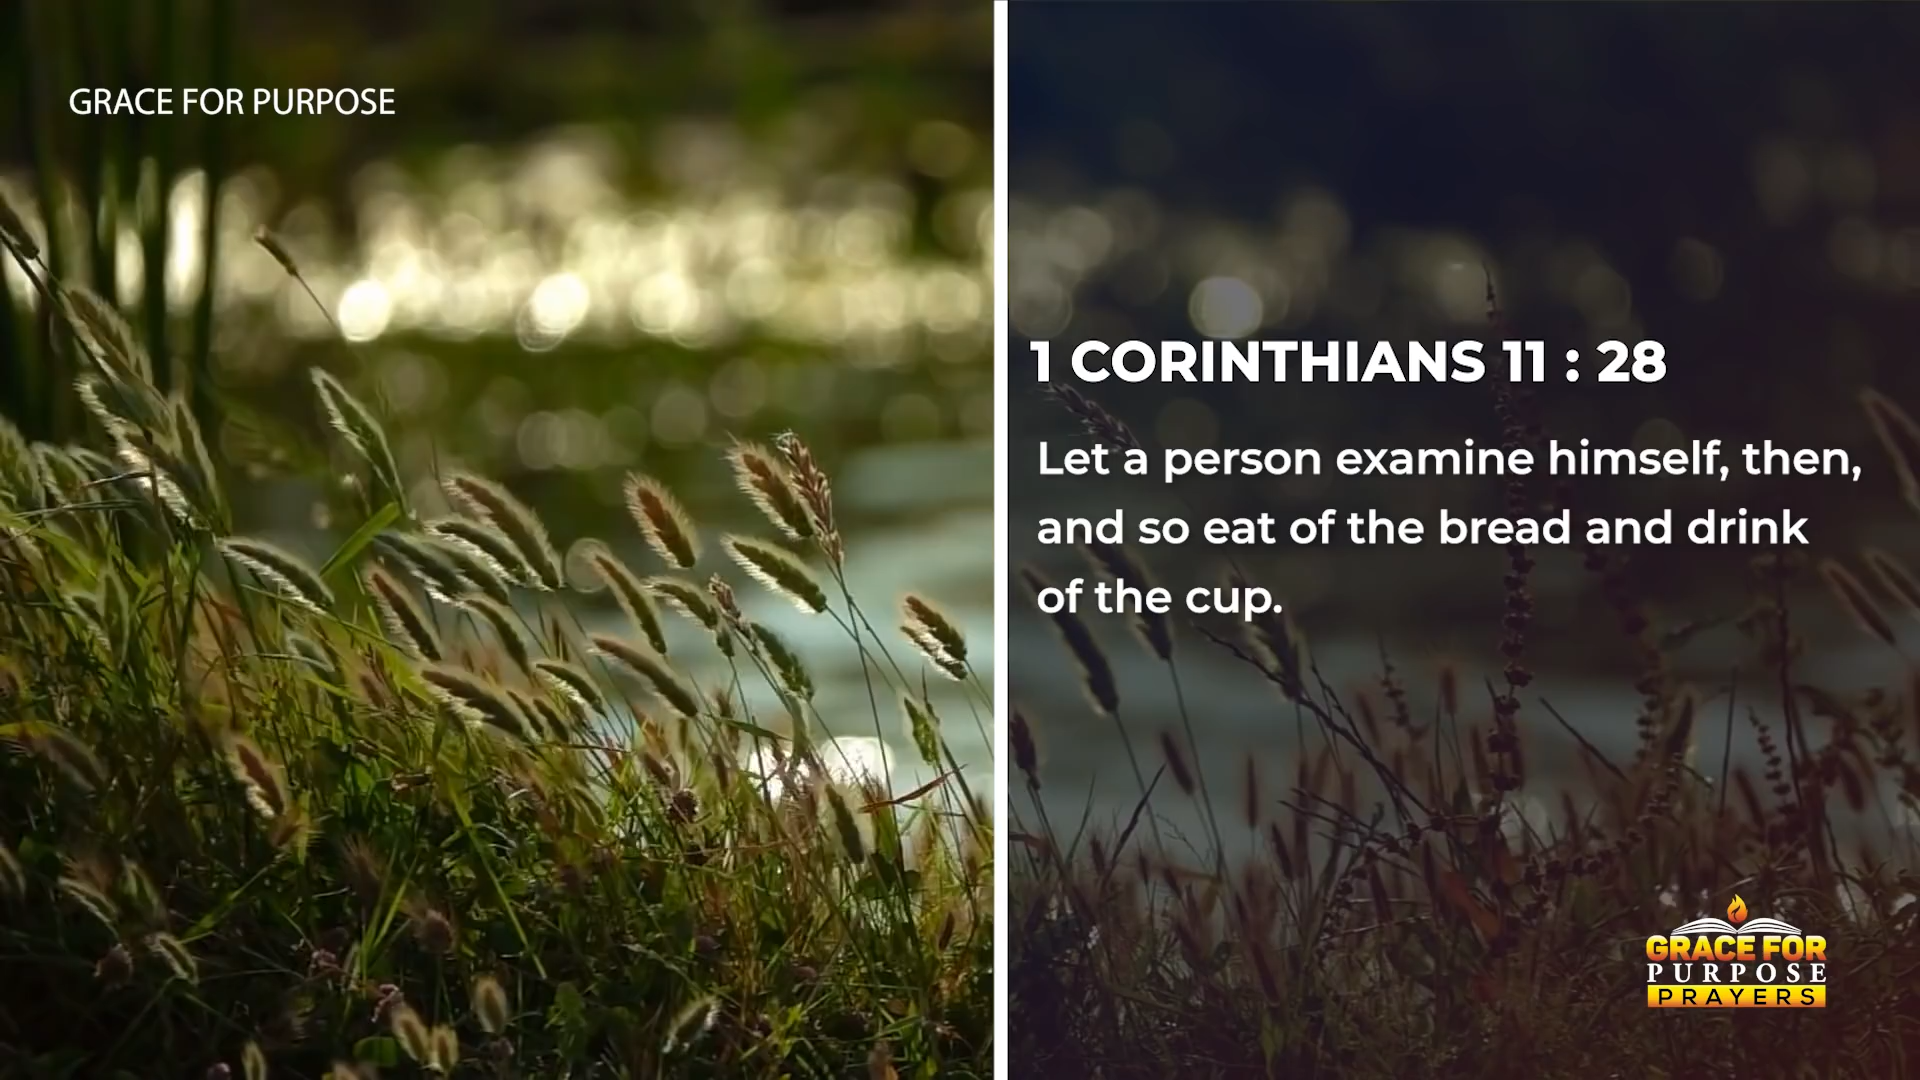 GRACE FOR PURPOSE
1 CORINTHIANS 11 : 28
Let a person examine himself, then,
and so eat of the bread and drink
of the cup.
GRACE FOR
PURPOSE
PRAYERS